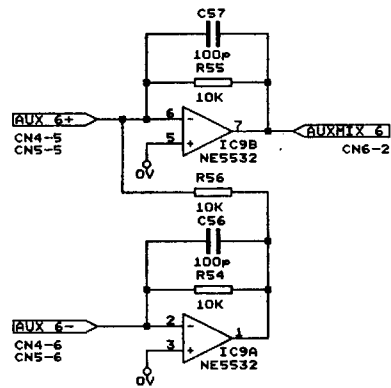 C57
100p
R55
10K
AUX 6+
CN4-5
CN5-5
6
5
7
IC9B
NE5532
0V
AUXMIX 6
CN6-2
R56
10K
C56
100p
R54
10K
AUX 6-
CN4-6
CN5-6
2
3
1
IC9A
NE5532
0V